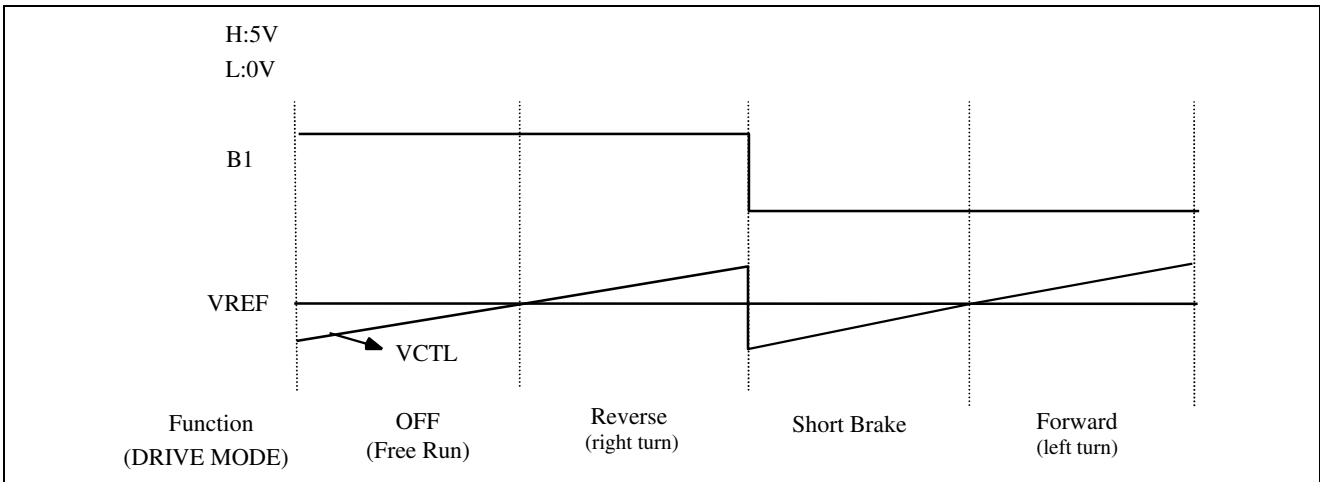 H:5V
L:0V
B1
VREF
VCTL
Function
(DRIVE MODE)
OFF
(Free Run)
Reverse
(right turn)
Short Brake
Forward
(left turn)